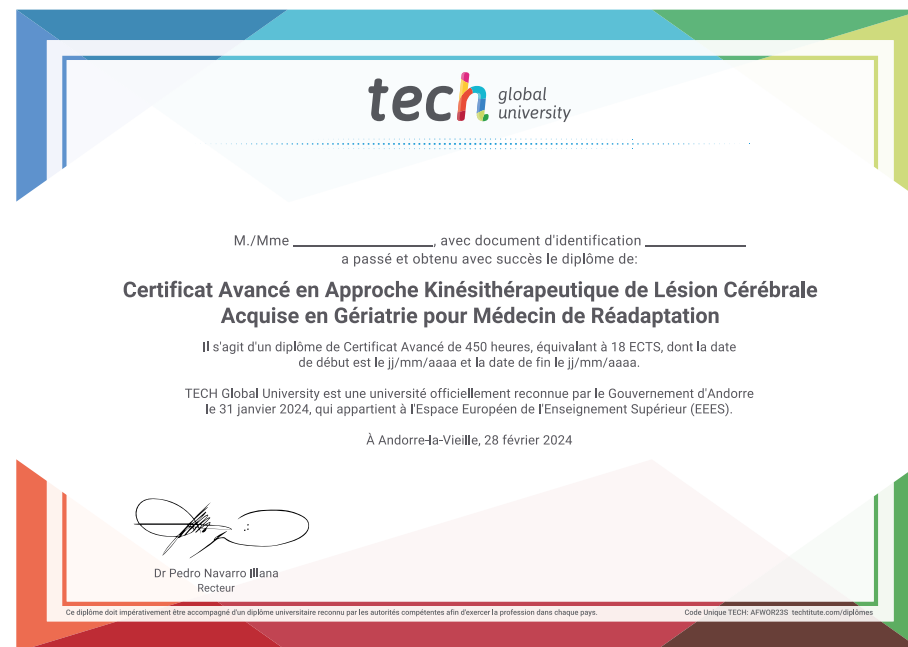 tech global university
M./Mme ____________________, avec document d'identification ______________
a passé et obtenu avec succès le diplôme de:
Certificat Avancé en Approche Kinésithérapeutique de Lésion Cérébrale
Acquise en Gériatrie pour Médecin de Réadaptation
Il s'agit d'un diplôme de Certificat Avancé de 450 heures, équivalant à 18 ECTS, dont la date
de début est le jj/mm/aaaa et la date de fin le jj/mm/aaaa.
TECH Global University est une université officiellement reconnue par le Gouvernement d'Andorre
le 31 janvier 2024, qui appartient à l'Espace Européen de l'Enseignement Supérieur (EEES).
À Andorre-la-Vieille, 28 février 2024
Dr Pedro Navarro Illana
Recteur
Ce diplôme doit impérativement être accompagné d'un diplôme universitaire reconnu par les autorités compétentes afin d'exercer la profession dans chaque pays.
Code Unique TECH: AFWOR23S techtitute.com/diplômes